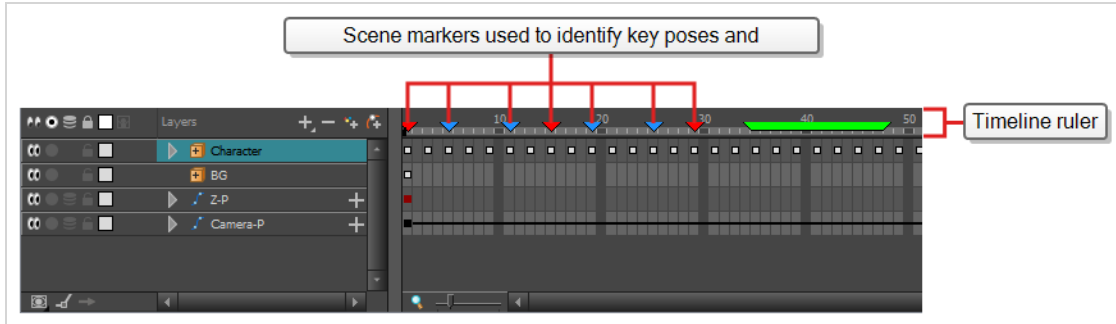 Scene markers used to identify key poses and
Layers
10
20
30
40
50
Timeline ruler
Character
BG
Z-P
Camera-P